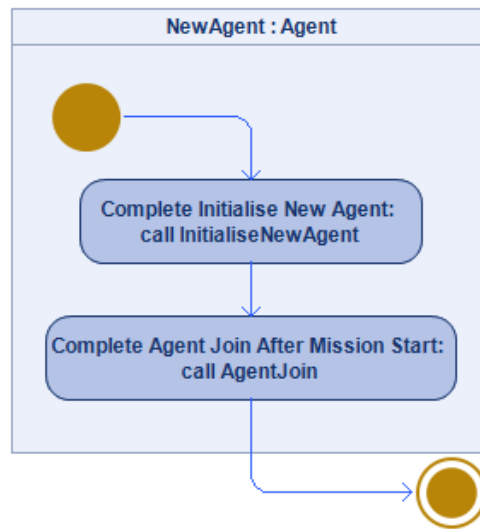 NewAgent : Agent
Complete Initialise New Agent:
call InitialiseNewAgent
Complete Agent Join After Mission Start:
call AgentJoin